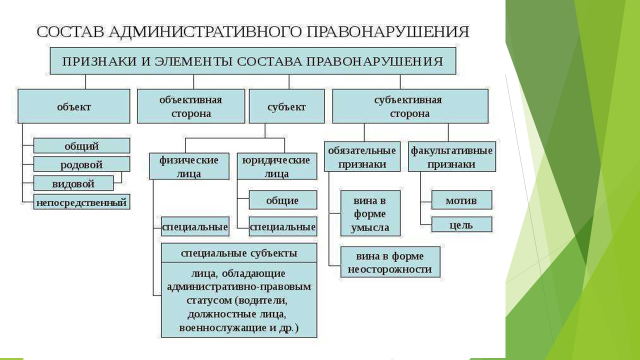 СОСТАВ АДМИНИСТРАТИВНОГО ПРАВОНАРУШЕНИЯ
ПРИЗНАКИ И ЭЛЕМЕНТЫ СОСТАВА ПРАВОНАРУШЕНИЯ
объект
объективная
сторона
субъект
субъективная
сторона
общий
родовой
видовой
непосредственный
физические
лица
юридические
лица
общие
специальные
специальные
специальные субъекты
лица, обладающие
административно-правовым
статусом (водители,
должностные лица,
военнослужащие и др.)
обязательные
признаки
факультативные
признаки
вина в
форме
умысла
вина в форме
неосторожности
мотив
цель